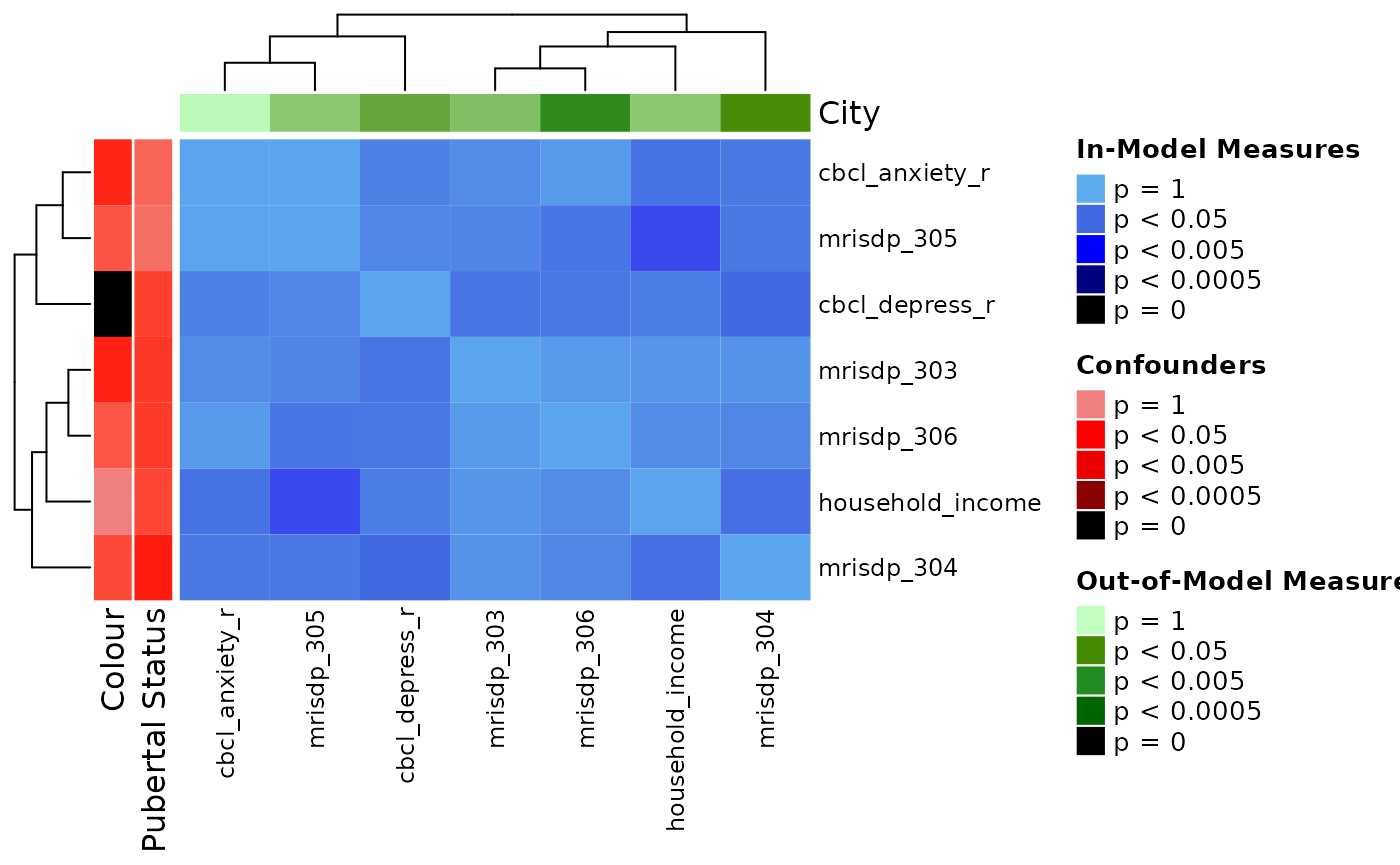 City
cbcl_anxiety_r
mrisdp_305
cbcl_depress_r
mrisdp_303
mrisdp_306
household_income
mrisdp_304
Colour
Pubertal Status
cbcl_anxiety_r
mrisdp_305
cbcl_depress_r
mrisdp_303
mrisdp_306
household_income
mrisdp_304
In-Model Measures
p = 1
p < 0.05
p < 0.005
p < 0.0005
p = 0
Confounders
p = 1
p < 0.05
p < 0.005
p < 0.0005
p = 0
Out-of-Model Measure
p = 1
p < 0.05
p < 0.005
p < 0.0005
p = 0